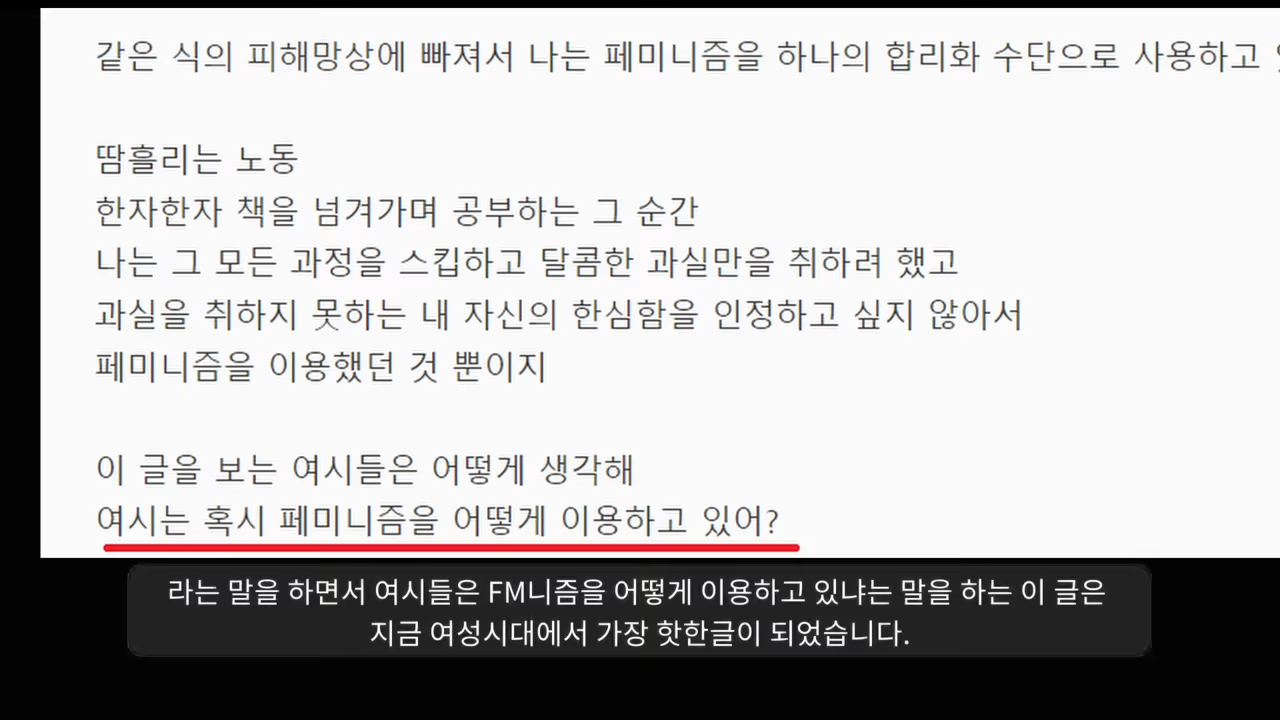 같은 식의 피해망상에 빠져서 나는 페미니즘을 하나의 합리화 수단으로 사용하고
땀흘리는 노동
한자한자 책을 넘겨가며 공부하는 그 순간
나는 그 모든 과정을 스킵하고 달콤한 과실만을 취하려 했고
과실을 취하지 못하는 내 자신의 한심함을 인정하고 싶지 않아서
페미니즘을 이용했던 것 뿐이지
이 글을 보는 여시들은 어떻게 생각해
여시는 혹시 페미니즘을 어떻게 이용하고 있어?
라는 말을 하면서 여시들은 FM니즘을 어떻게 이용하고 있냐는 말을 하는 이 글은
지금 여성시대에서 가장 핫한글이 되었습니다.